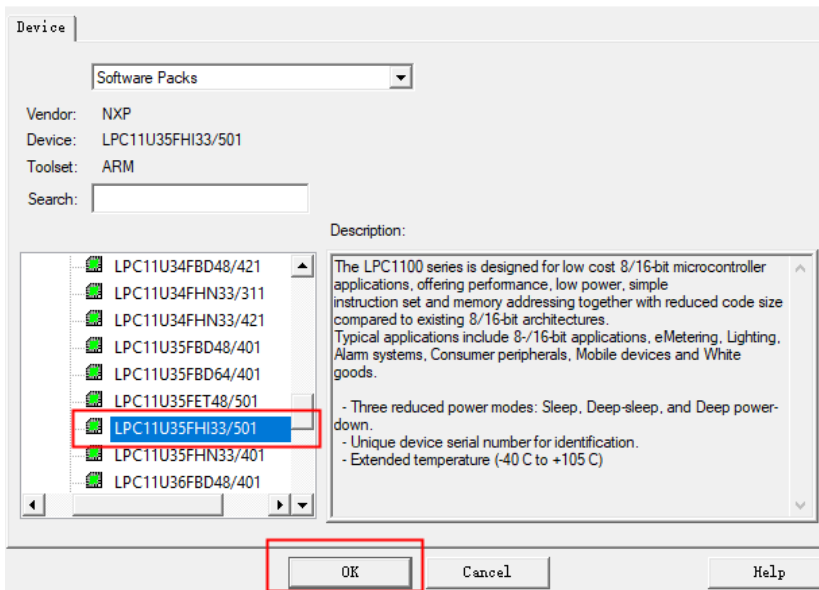 Device
Software Packs
Vendor: NXP
Device: LPC11U35FHI33/501
Toolset: ARM
Search:
Description:
LPC11U34FBD48/421
LPC11U34FHN33/311
LPC11U34FHN33/421
LPC11U35FBD48/401
LPC11U35FBD64/401
LPC11U35FET48/501
LPC11U35FHI33/501
LPC11U35FHN33/401
LPC11U36FBD48/401
The LPC1100 series is designed for low cost 8/16-bit microcontroller
applications, offering performance, low power, simple
instruction set and memory addressing together with reduced code size
compared to existing 8/16-bit architectures.
Typical applications include 8-/16-bit applications, eMetering, Lighting,
Alarm systems, Consumer peripherals, Mobile devices and White
goods.
- Three reduced power modes: Sleep, Deep-sleep, and Deep power-
down.
- Unique device serial number for identification.
- Extended temperature (-40 C to +105 C)
OK Cancel Help